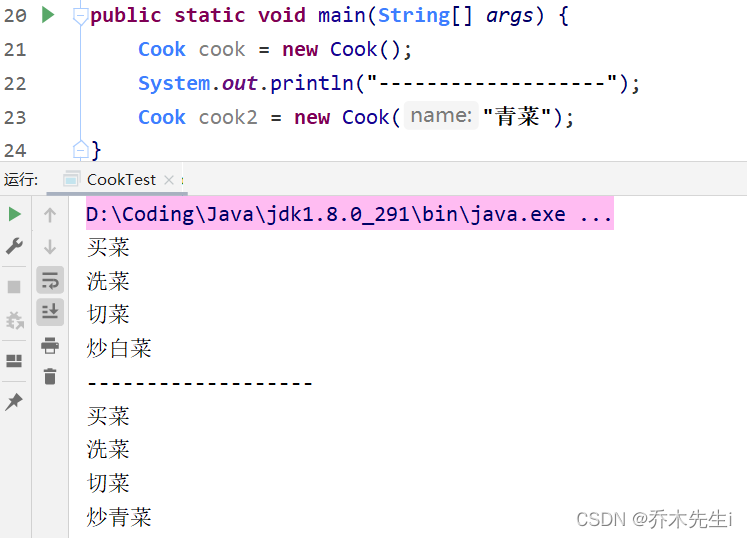 20 public static void main(String[] args) {
21 Cook cook = new Cook();
22 System.out.println("-------------------");
23 Cook cook2 = new Cook( name: "青菜");
24 }
运行: CookTest ×
D:\Coding\Java\jdk1.8.0_291\bin\java.exe ...
买菜
洗菜
切菜
炒白菜
-------------------
买菜
洗菜
切菜
炒青菜
CSDN @乔木先生i